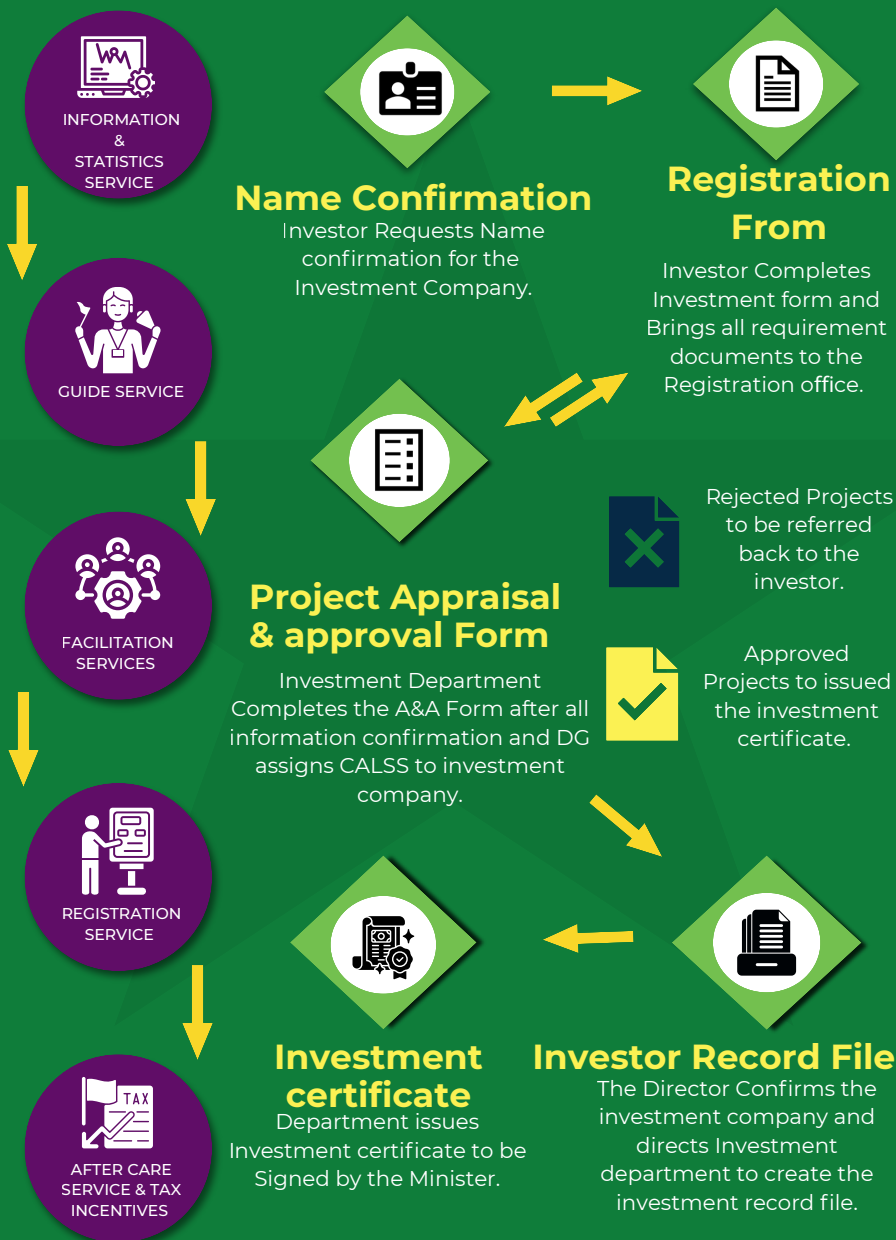 INFORMATION
&
STATISTICS
SERVICE
GUIDE SERVICE
FACILITATION
SERVICES
REGISTRATION
SERVICE
TAX
AFTER CARE
SERVICE & TAX
INCENTIVES
Name Confirmation
Investor Requests Name
confirmation for the
Investment Company.
Registration
From
Investor Completes
Investment form and
Brings all requirement
documents to the
Registration office.
Project Appraisal
& approval Form
Investment Department
Completes the A&A Form after all
information confirmation and DG
assigns CALSS to investment
company.
Rejected Projects
to be referred
back to the
investor.
Approved
Projects to issued
the investment
certificate.
Investment
certificate
Department issues
Investment certificate to be
Signed by the Minister.
Investor Record File
The Director Confirms the
investment company and
directs Investment
department to create the
investment record file.